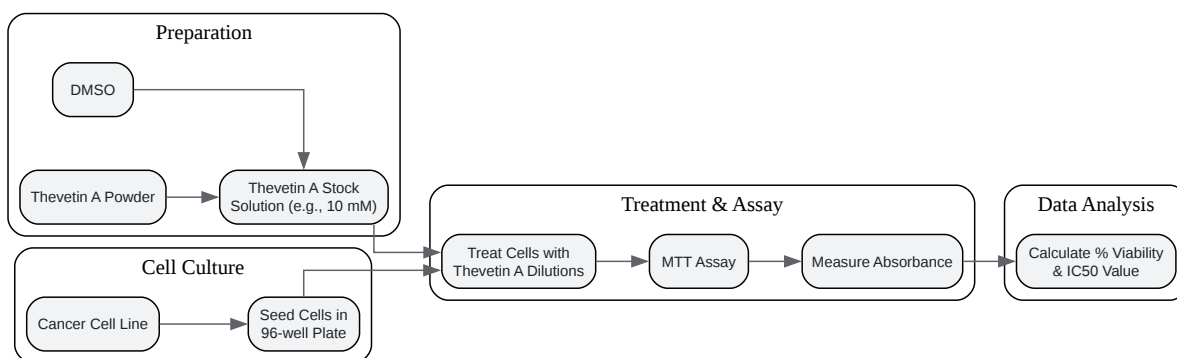 Preparation
DMSO
Thevetin A Powder
Thevetin A Stock
Solution (e.g., 10 mM)
Cell Culture
Cancer Cell Line
Seed Cells in
96-well Plate
Treatment & Assay
Treat Cells with
Thevetin A Dilutions
MTT Assay
Measure Absorbance
Data Analysis
Calculate % Viability
& IC50 Value